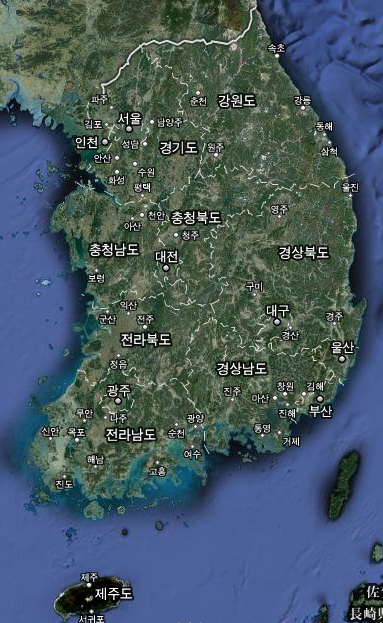 속초
파주
춘천
강원도
강릉
김포
서울
남양주
동해
인천
성남
경기도
원주
삼척
안산
수원
화성
평택
울진
영주
천안
충청북도
아산
청주
충청남도
대전
경상북도
보령
구미
익산
군산
전주
대구
경주
경산
전라북도
울산
정읍
경상남도
광주
진주
창원
김해
마산
부산
무안
나주
광양
진해
신안
목포
전라남도
순천
통영
거제
여수
해남
고흥
진도
제주
제주도
서귀포
佐
長崎県